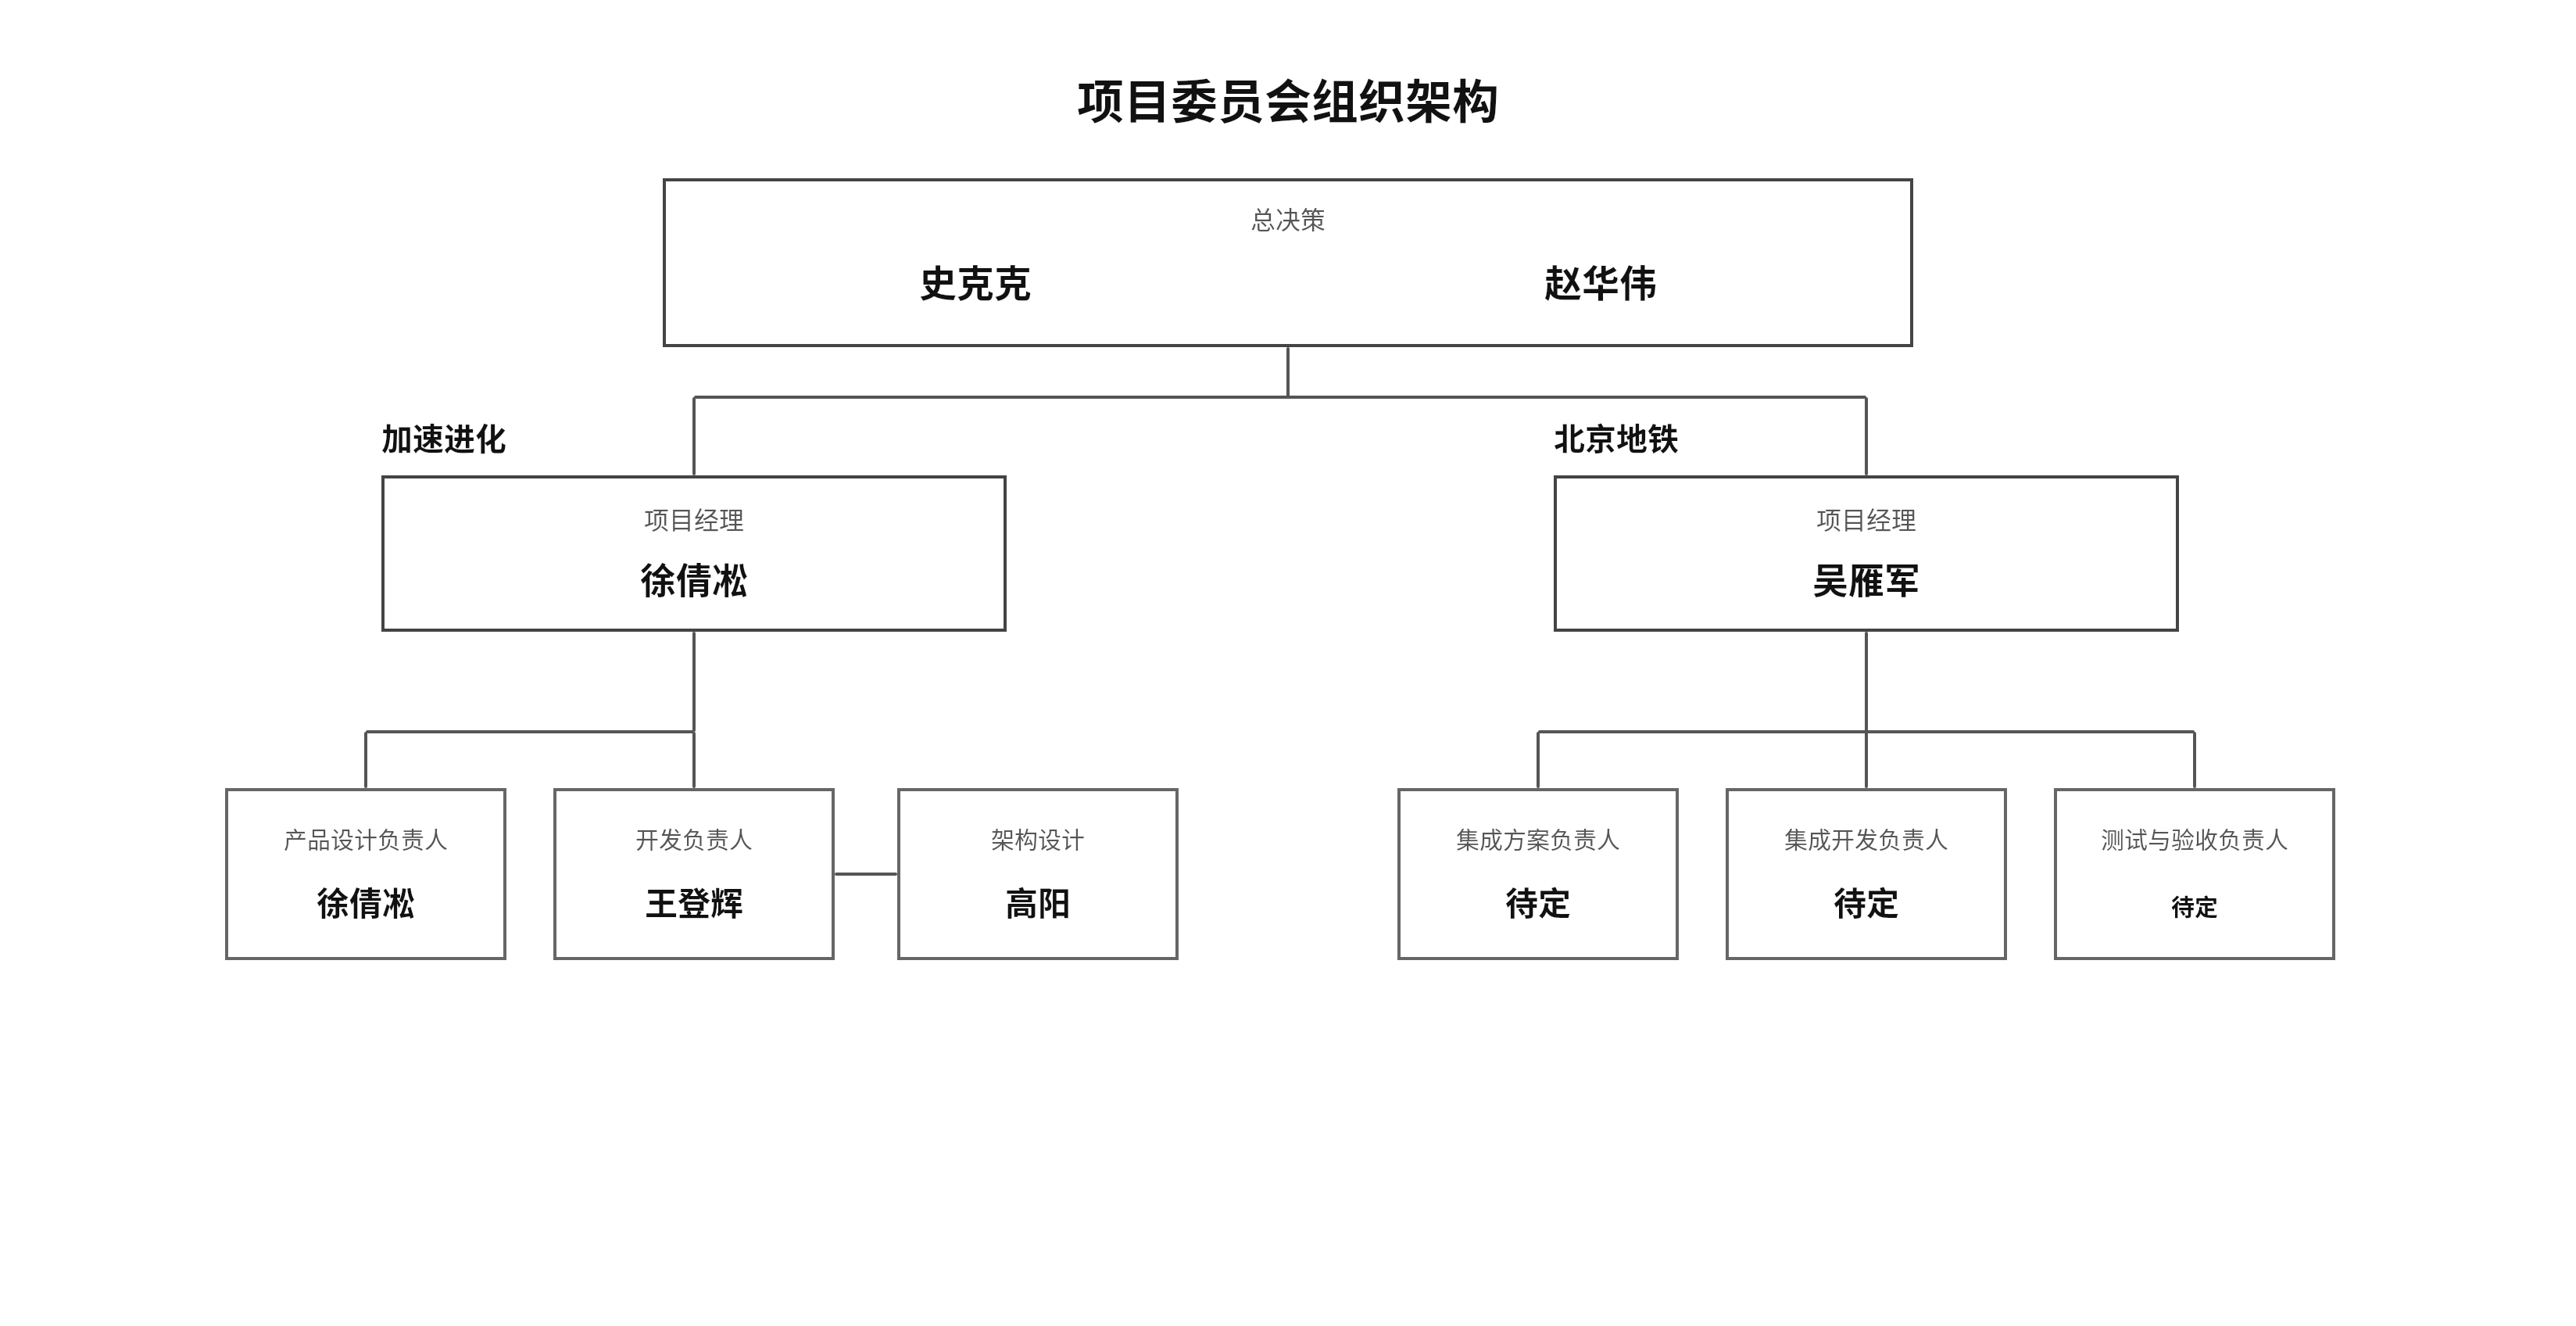 项目委员会组织架构
总决策
史克克 赵华伟
加速进化 北京地铁
项目经理 项目经理
徐倩凇 吴雁军
产品设计负责人 开发负责人 架构设计 集成方案负责人 集成开发负责人 测试与验收负责人
徐倩凇 王登辉 高阳 待定 待定 待定